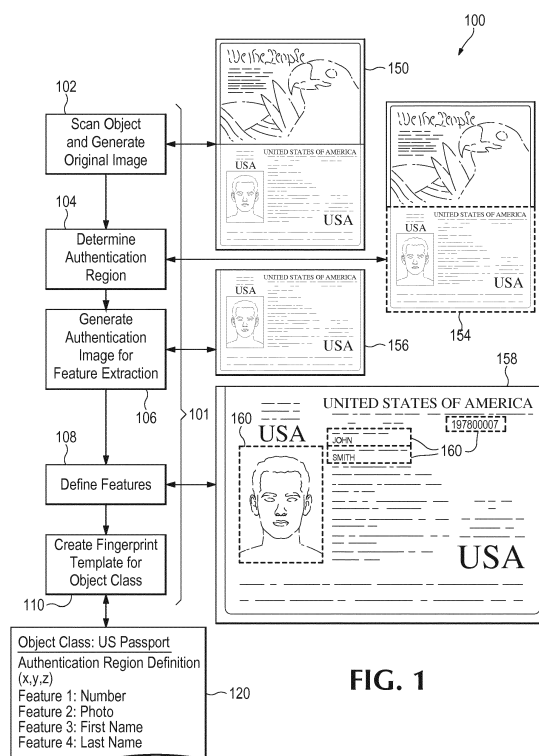 100
102
Scan Object
and Generate
Original Image
104
Determine
Authentication
Region
Generate
Authentication
Image for
Feature Extraction
106
101
108
Define Features
Create Fingerprint
Template for
Object Class
110
Object Class: US Passport
Authentication Region Definition
(x,y,z)
Feature 1: Number
Feature 2: Photo
Feature 3: First Name
Feature 4: Last Name
120
We the People
150
UNITED STATES OF AMERICA
USA
USA
We the People
UNITED STATES OF AMERICA
USA
USA
154
UNITED STATES OF AMERICA
USA
USA
156
158
UNITED STATES OF AMERICA
160
USA
197800007
JOHN
160
SMITH
USA
FIG. 1